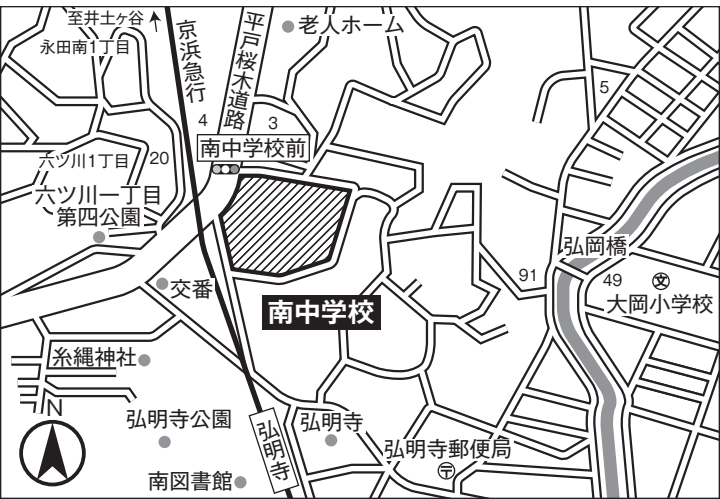 至井土ヶ谷
永田南1丁目
京浜急行
平戸桜木道路
老人ホーム
4
3
5
南中学校前
六ツ川1丁目
20
六ツ川一丁目
第四公園
交番
南中学校
91
弘岡橋
49
文
大岡小学校
糸縄神社
N
弘明寺公園
弘明寺
弘明寺
弘明寺郵便局
〒
南図書館